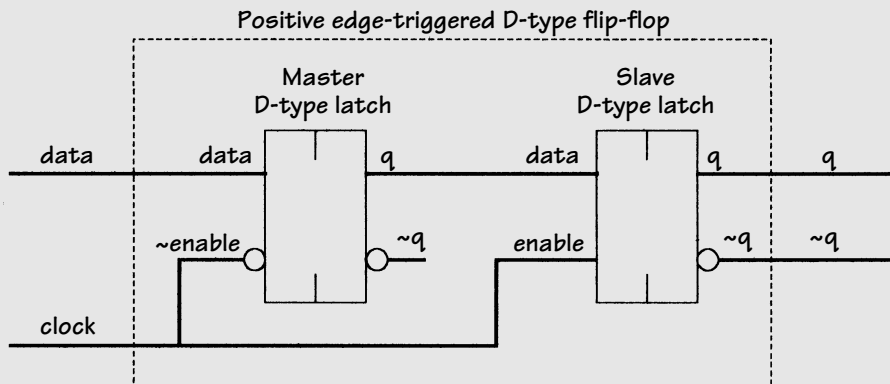 Positive edge-triggered D-type flip-flop
Master
D-type latch
Slave
D-type latch
data
data
q
data
q
q
~enable
~q
enable
~q
~q
clock